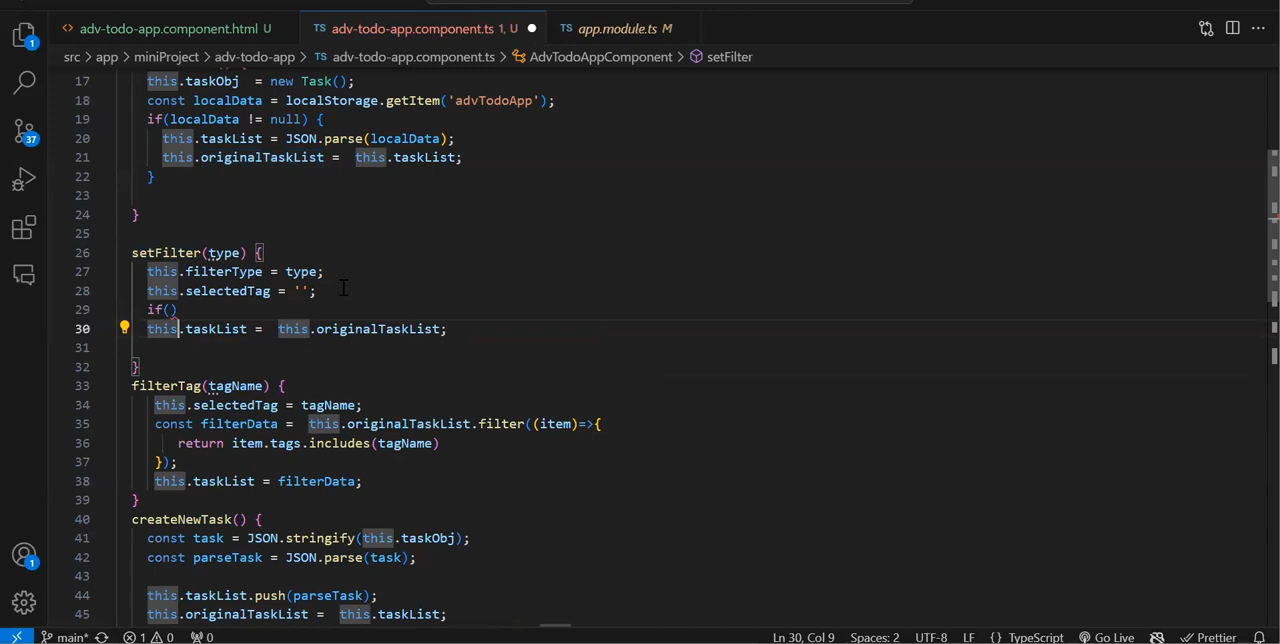 adv-todo-app.component.html U
TS adv-todo-app.component.ts 1, U
TS app.module.ts M
src > app > miniProject > adv-todo-app > TS adv-todo-app.component.ts > AdvTodoAppComponent > setFilter
17 this.taskObj = new Task();
18 const localData = localStorage.getItem('advTodoApp');
19 if(localData != null) {
20 this.taskList = JSON.parse(localData);
21 this.originalTaskList = this.taskList;
22 }
23
24 }
25
26 setFilter(type) {
27 this.filterType = type;
28 this.selectedTag = '';
29 if()
30 this.taskList = this.originalTaskList;
31
32 }
33 filterTag(tagName) {
34 this.selectedTag = tagName;
35 const filterData = this.originalTaskList.filter((item)=>{
36 return item.tags.includes(tagName)
37 });
38 this.taskList = filterData;
39 }
40 createNewTask() {
41 const task = JSON.stringify(this.taskObj);
42 const parseTask = JSON.parse(task);
43
44 this.taskList.push(parseTask);
45 this.originalTaskList = this.taskList;
1
37
1
main* 1 0 0 Ln 30, Col 9 Spaces: 2 UTF-8 LF {} TypeScript Go Live Prettier